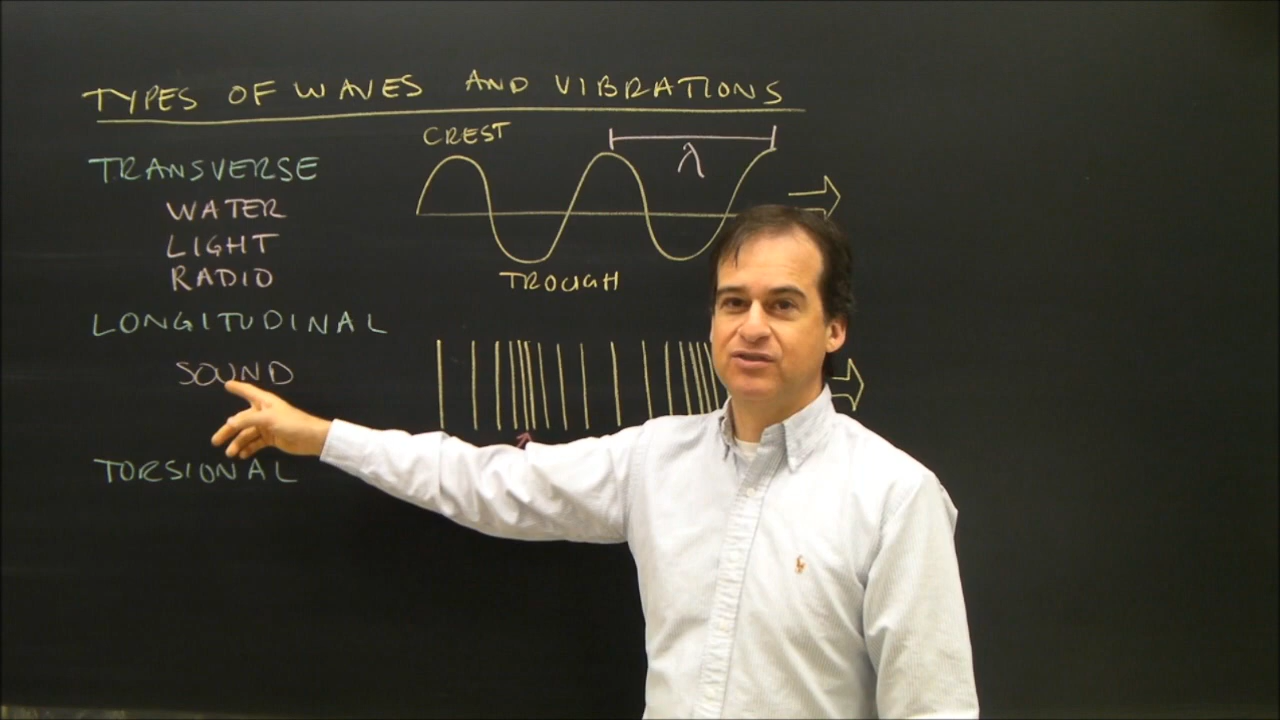 TYPES OF WAVES AND VIBRATIONS
CREST
λ
TRANSVERSE
WATER
LIGHT
RADIO
TROUGH
LONGITUDINAL
SOUND
TORSIONAL